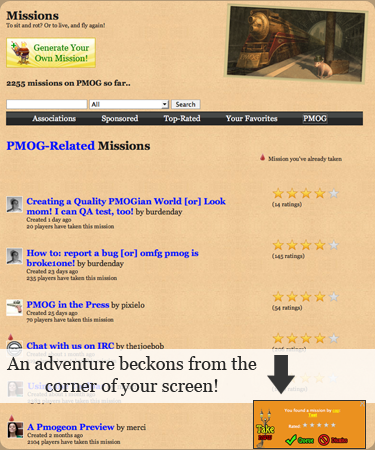 Missions
To sit and rot? Or to live, and fly again!
Generate Your
Own Mission!
2255 missions on PMOG so far..
All
Search
Associations Sponsored Top-Rated Your Favorites PMOG
PMOG-Related Missions
Mission you've already taken
Creating a Quality PMOGian World [or] Look
mom! I can QA test, too! by burdenday
Created 1 day ago
20 players have taken this mission
(14 ratings)
How to: report a bug [or] omfg pmog is
broke1one! by burdenday
Created 23 days ago
235 players have taken this mission
(145 ratings)
PMOG in the Press by pixielo
Created 25 days ago
70 players have taken this mission
(54 ratings)
Chat with us on IRC by thejoebob
An adventure beckons from the
corner of your screen!
A Pmogeon Preview by merci
Created 2 months ago
2104 players have taken this mission
You found a mission by
Rated:
Take
Now
Queue
Dismiss